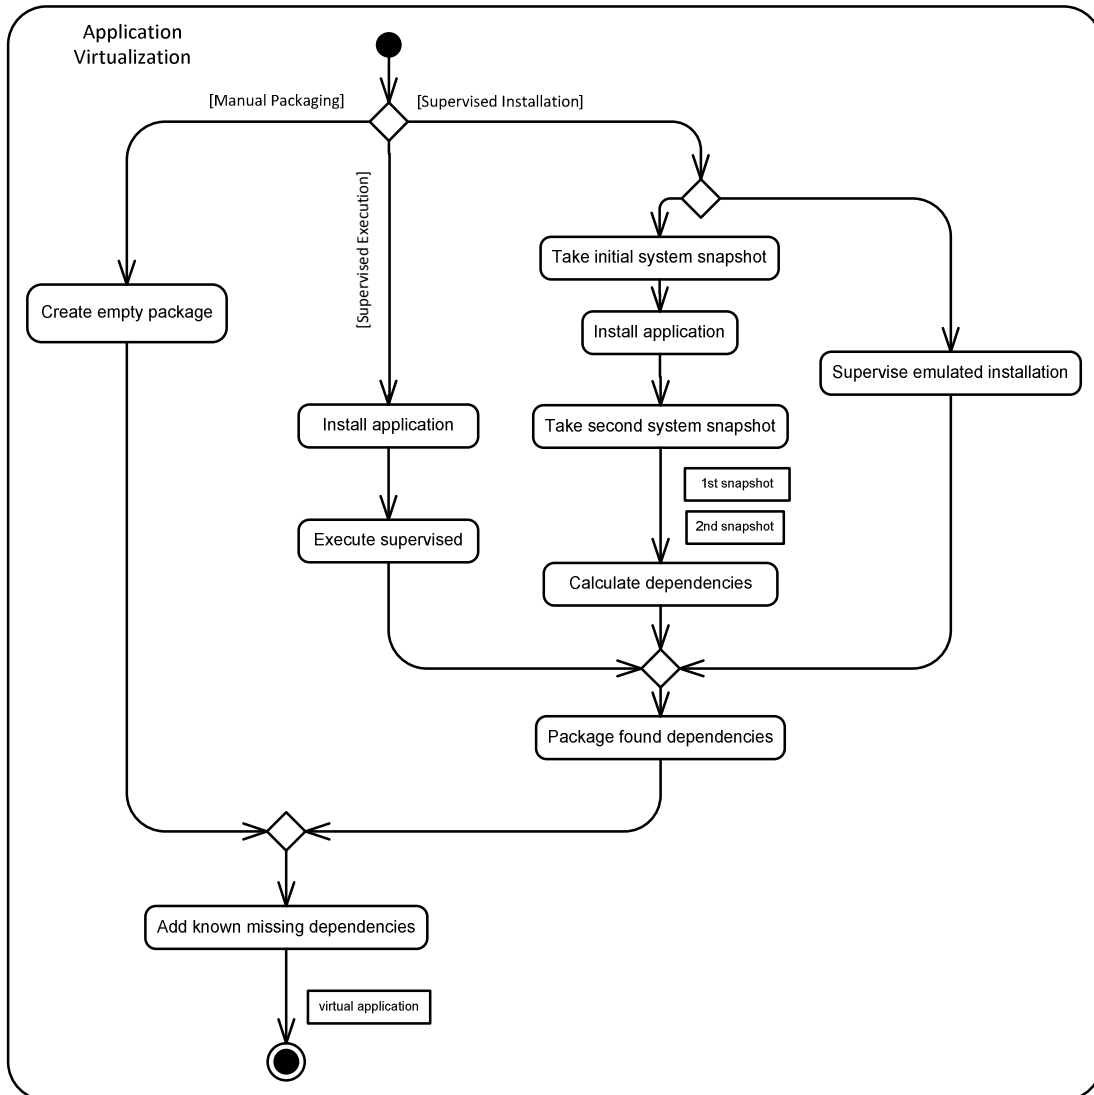 Application
Virtualization
[Manual Packaging]
[Supervised Installation]
[Supervised Execution]
Take initial system snapshot
Create empty package
Install application
Supervise emulated installation
Install application
Take second system snapshot
1st snapshot
2nd snapshot
Execute supervised
Calculate dependencies
Package found dependencies
Add known missing dependencies
virtual application